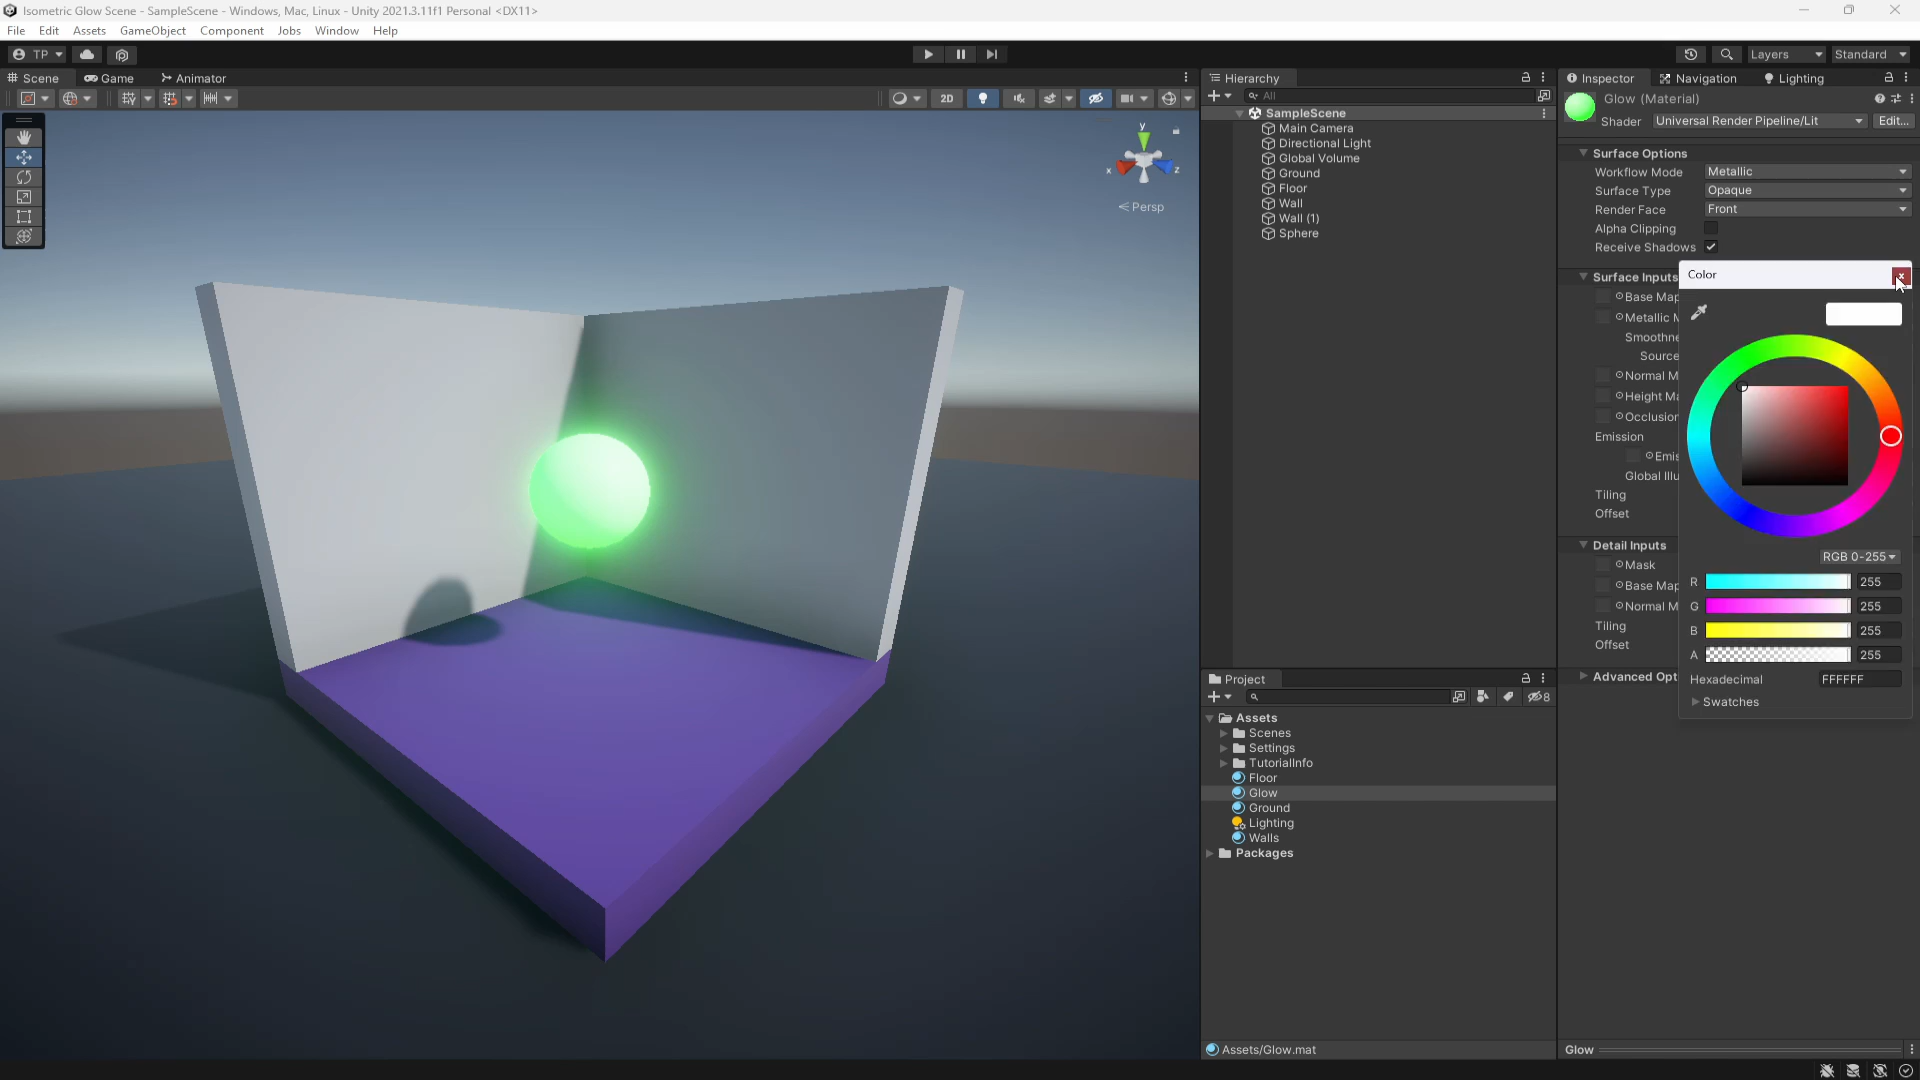 Isometric Glow Scene - SampleScene - Windows, Mac, Linux - Unity 2021.3.11f1 Personal <DX11>
File Edit Assets GameObject Component Jobs Window Help
TP Layers Standard
Scene Game Animator
2D
y
x z
Persp
Hierarchy
All
SampleScene
Main Camera
Directional Light
Global Volume
Ground
Floor
Wall
Wall (1)
Sphere
Project
8
Assets
Scenes
Settings
TutorialInfo
Floor
Glow
Ground
Lighting
Walls
Packages
Assets/Glow.mat
Inspector Navigation Lighting
Glow (Material)
Shader Universal Render Pipeline/Lit Edit...
Surface Options
Workflow Mode Metallic
Surface Type Opaque
Render Face Front
Alpha Clipping
Receive Shadows
Surface Inputs
Base Map
Metallic M
Smoothne
Source
Normal M
Height Ma
Occlusion
Emission
Emis
Global Illu
Tiling
Offset
Detail Inputs
Mask
Base Map
Normal M
Tiling
Offset
Advanced Opt
Color
RGB 0-255
R 255
G 255
B 255
A 255
Hexadecimal FFFFFF
Swatches
Glow